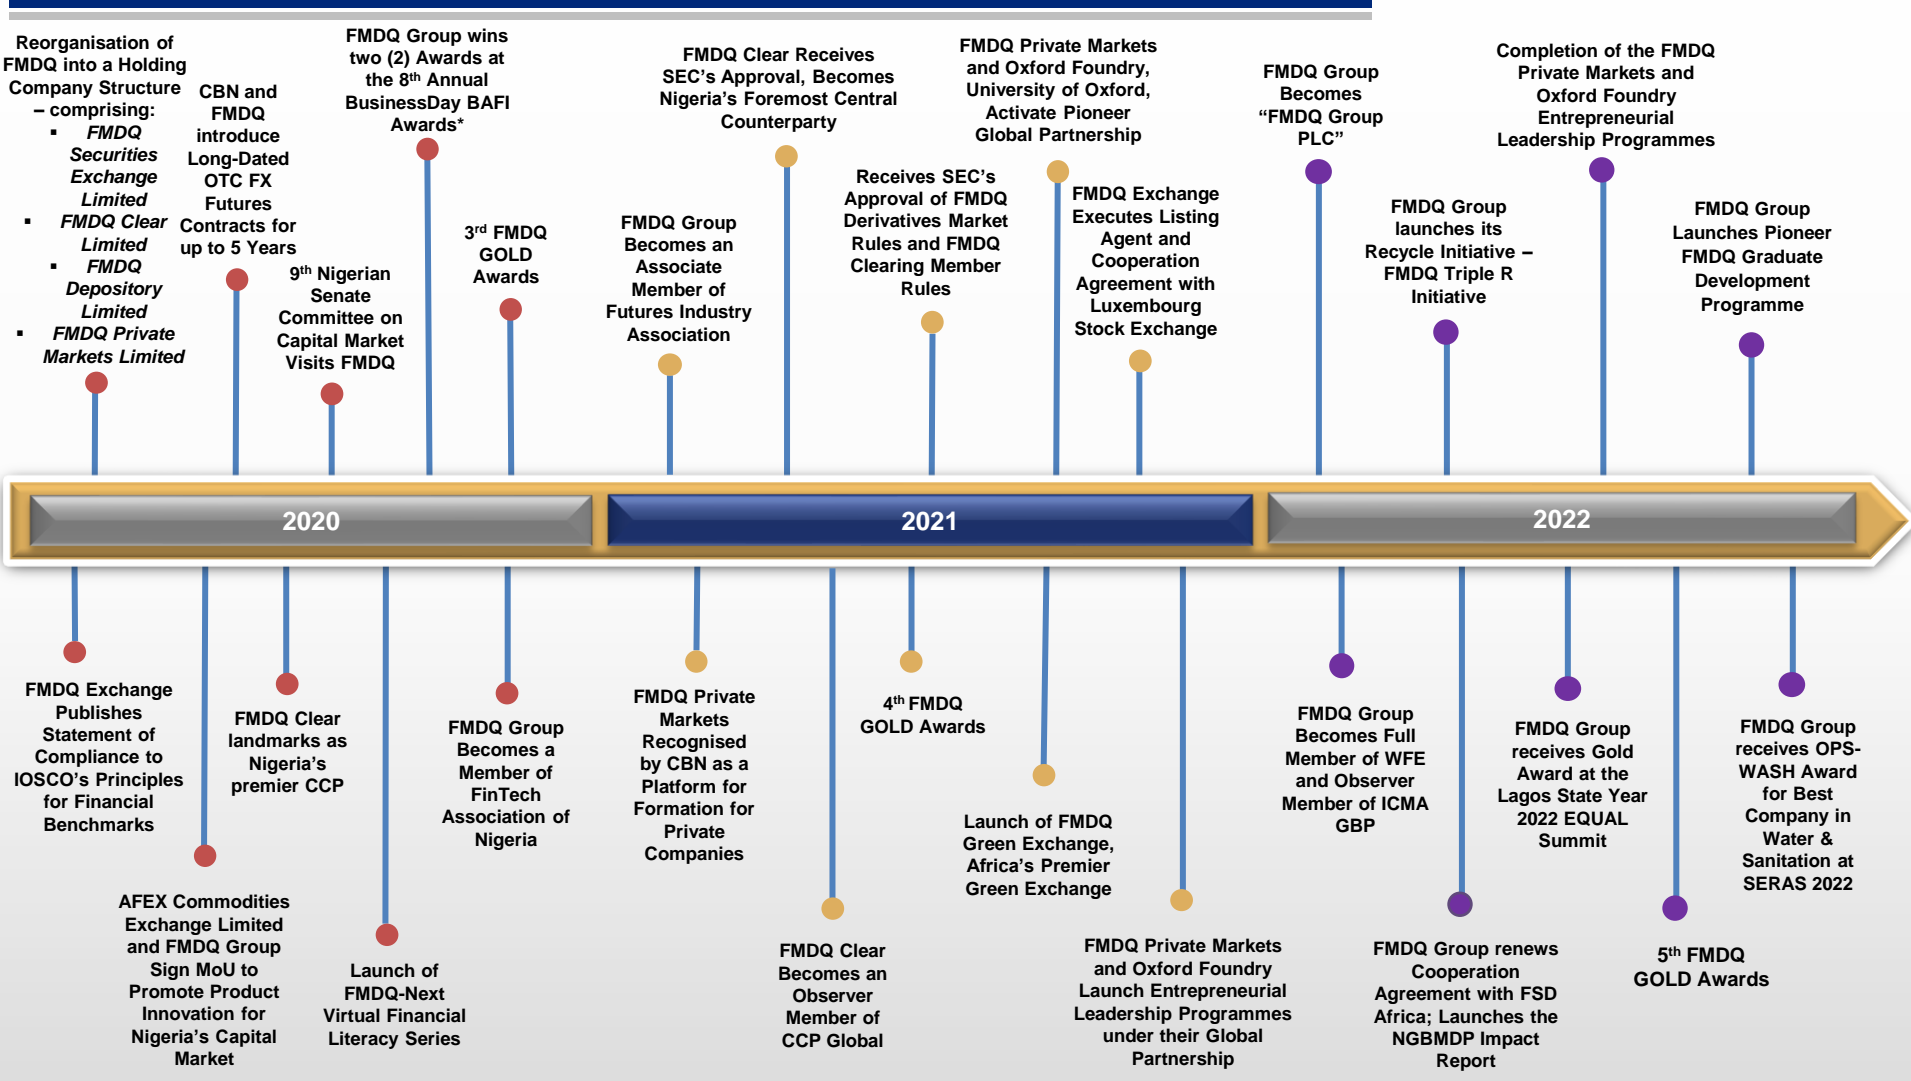 Reorganisation of
FMDQ into a Holding
Company Structure
– comprising:
▪ FMDQ
Securities
Exchange
Limited
▪ FMDQ Clear
Limited
▪ FMDQ
Depository
Limited
▪ FMDQ Private
Markets Limited
CBN and
FMDQ
introduce
Long-Dated
OTC FX
Futures
Contracts for
up to 5 Years
9th Nigerian
Senate
Committee on
Capital Market
Visits FMDQ
FMDQ Group wins
two (2) Awards at
the 8th Annual
BusinessDay BAFI
Awards*
3rd FMDQ
GOLD
Awards
FMDQ Group
Becomes an
Associate
Member of
Futures Industry
Association
FMDQ Clear Receives
SEC’s Approval, Becomes
Nigeria’s Foremost Central
Counterparty
Receives SEC’s
Approval of FMDQ
Derivatives Market
Rules and FMDQ
Clearing Member
Rules
FMDQ Private Markets
and Oxford Foundry,
University of Oxford,
Activate Pioneer
Global Partnership
FMDQ Exchange
Executes Listing
Agent and
Cooperation
Agreement with
Luxembourg
Stock Exchange
FMDQ Group
Becomes
“FMDQ Group
PLC”
FMDQ Group
launches its
Recycle Initiative –
FMDQ Triple R
Initiative
Completion of the FMDQ
Private Markets and
Oxford Foundry
Entrepreneurial
Leadership Programmes
FMDQ Group
Launches Pioneer
FMDQ Graduate
Development
Programme
2020
2021
2022
FMDQ Exchange
Publishes
Statement of
Compliance to
IOSCO’s Principles
for Financial
Benchmarks
AFEX Commodities
Exchange Limited
and FMDQ Group
Sign MoU to
Promote Product
Innovation for
Nigeria’s Capital
Market
FMDQ Clear
landmarks as
Nigeria’s
premier CCP
Launch of
FMDQ-Next
Virtual Financial
Literacy Series
FMDQ Group
Becomes a
Member of
FinTech
Association of
Nigeria
FMDQ Private
Markets
Recognised
by CBN as a
Platform for
Formation for
Private
Companies
FMDQ Clear
Becomes an
Observer
Member of
CCP Global
4th FMDQ
GOLD Awards
Launch of FMDQ
Green Exchange,
Africa’s Premier
Green Exchange
FMDQ Private Markets
and Oxford Foundry
Launch Entrepreneurial
Leadership Programmes
under their Global
Partnership
FMDQ Group
Becomes Full
Member of WFE
and Observer
Member of ICMA
GBP
FMDQ Group renews
Cooperation
Agreement with FSD
Africa; Launches the
NGBMDP Impact
Report
FMDQ Group
receives Gold
Award at the
Lagos State Year
2022 EQUAL
Summit
5th FMDQ
GOLD Awards
FMDQ Group
receives OPS-
WASH Award
for Best
Company in
Water &
Sanitation at
SERAS 2022